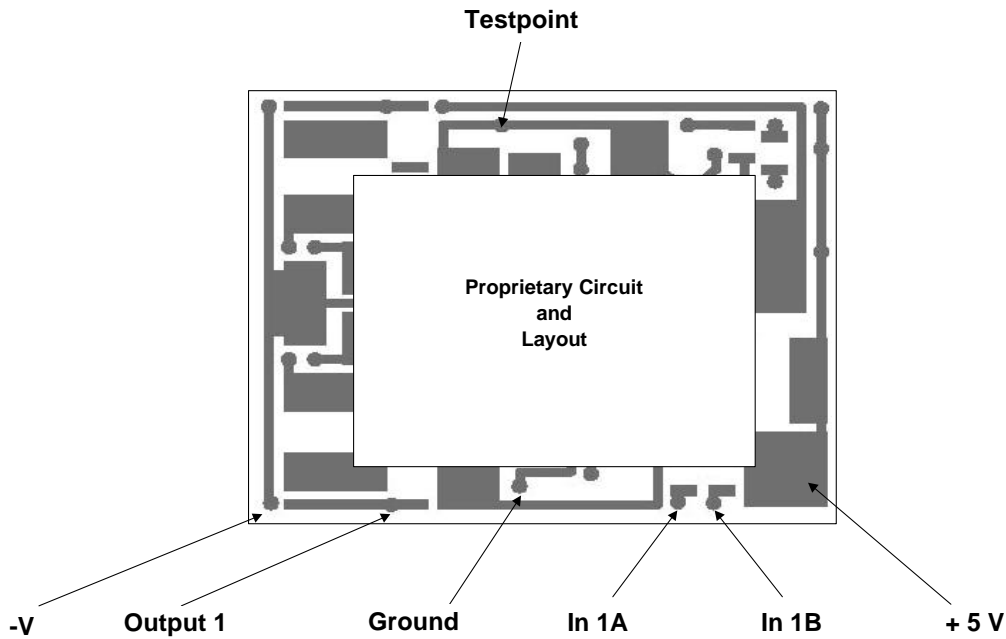 Testpoint
Proprietary Circuit
and
Layout
-V
Output 1
Ground
In 1A
In 1B
+ 5 V